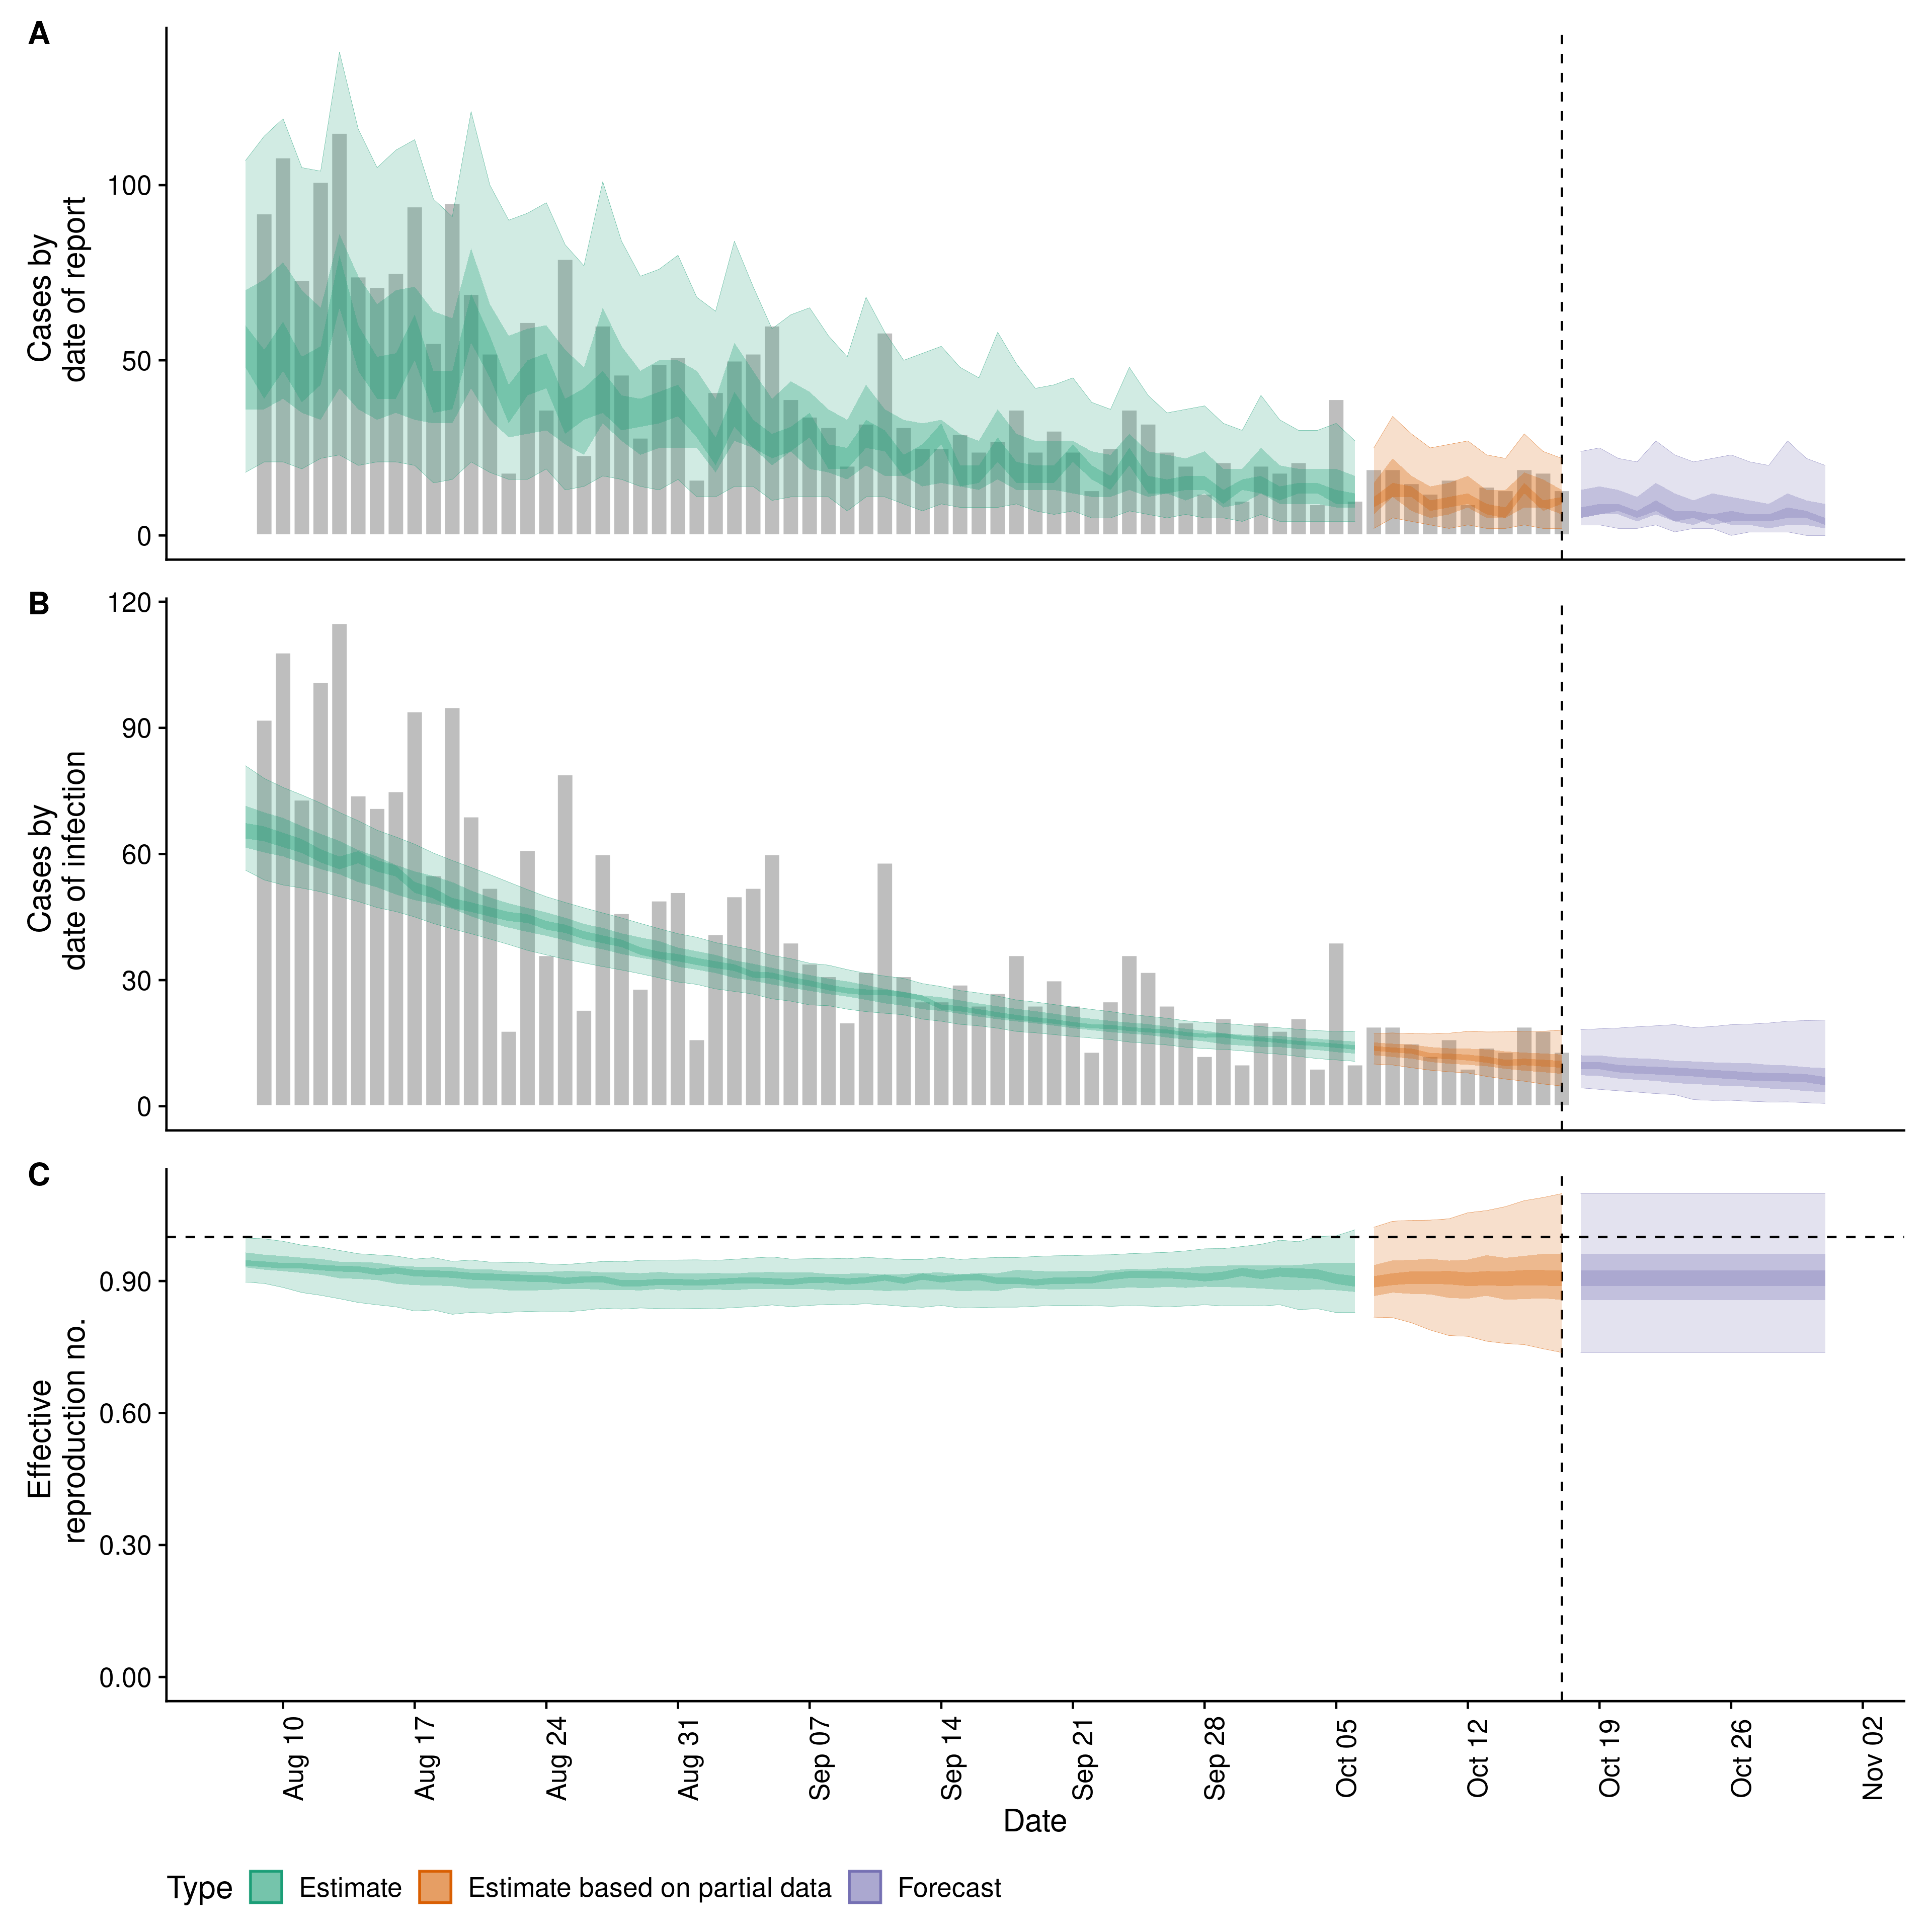 A
Cases by
date of report
100
50
0
B
Cases by
date of infection
120
90
60
30
0
C
Effective
reproduction no.
0.90
0.60
0.30
0.00
Aug 10
Aug 17
Aug 24
Aug 31
Sep 07
Sep 14
Sep 21
Sep 28
Oct 05
Oct 12
Oct 19
Oct 26
Nov 02
Date
Type Estimate Estimate based on partial data Forecast